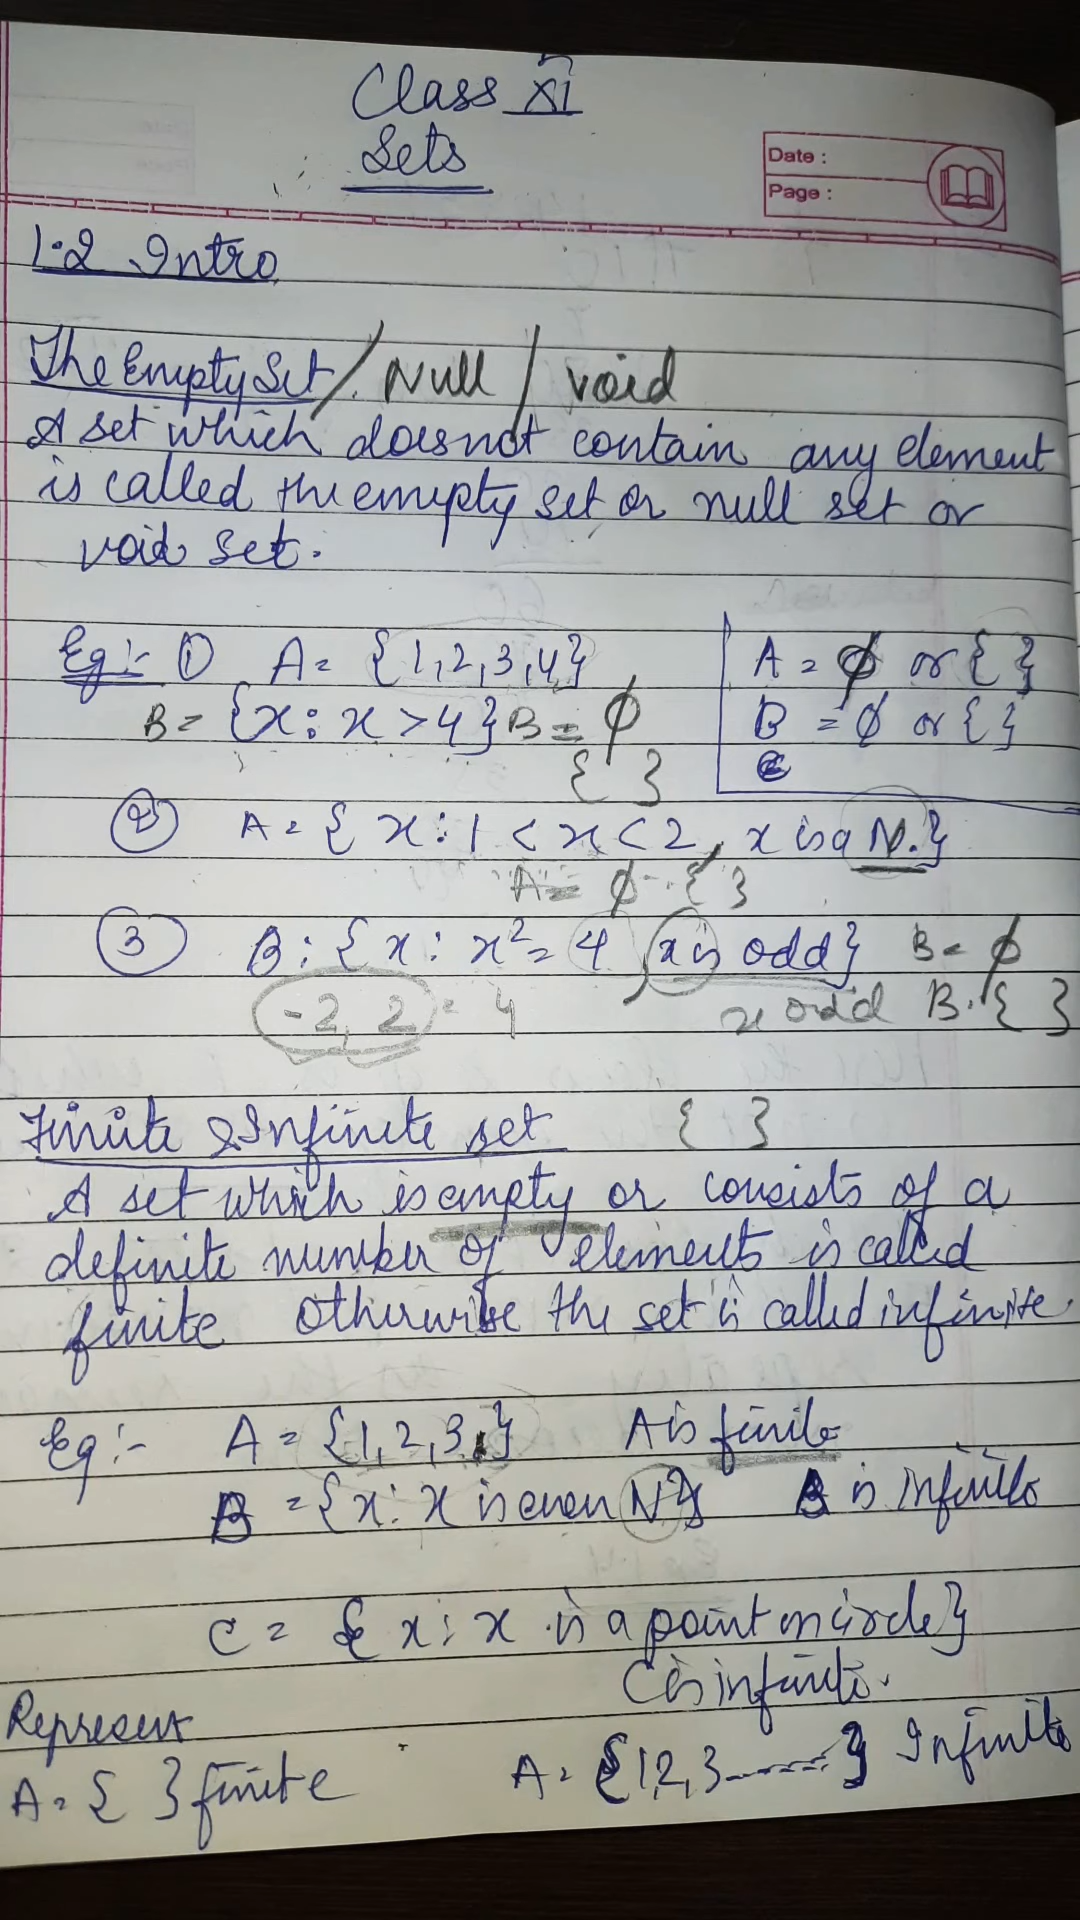 Class XI
Sets
Date :
Page :
1.2 Intro
The Empty Set / Null / void
A set which does not contain any element
is called the empty set or null set or
void set.
Eg:- ① A = {1,2,3,4}
B = {x : x > 4} B = ϕ
{ }
A = ϕ or { }
B = ϕ or { }
② A = { x : 1 < x < 2, x is a N.}
A = ϕ { }
③ B : { x : x² = 4, x is odd} B = ϕ
-2, 2 = 4 x odd B = { }
Finite & Infinite set { }
A set which is empty or consists of a
definite number of elements is called
finite otherwise the set is called infinite.
Eg:- A = {1,2,3.} A is finite
B = {x : x is even N} B is infinite
C = { x : x is a point on circle}
C is infinite.
Represent
A = { } finite A = {1,2,3------} Infinite